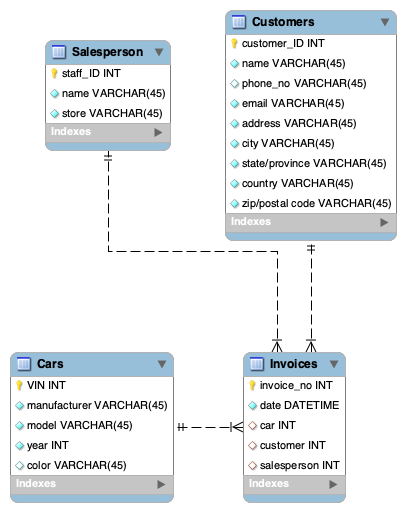 Salesperson
staff_ID INT
name VARCHAR(45)
store VARCHAR(45)
Indexes
Customers
customer_ID INT
name VARCHAR(45)
phone_no VARCHAR(45)
email VARCHAR(45)
address VARCHAR(45)
city VARCHAR(45)
state/province VARCHAR(45)
country VARCHAR(45)
zip/postal code VARCHAR(45)
Indexes
Cars
VIN INT
manufacturer VARCHAR(45)
model VARCHAR(45)
year INT
color VARCHAR(45)
Indexes
Invoices
invoice_no INT
date DATETIME
car INT
customer INT
salesperson INT
Indexes